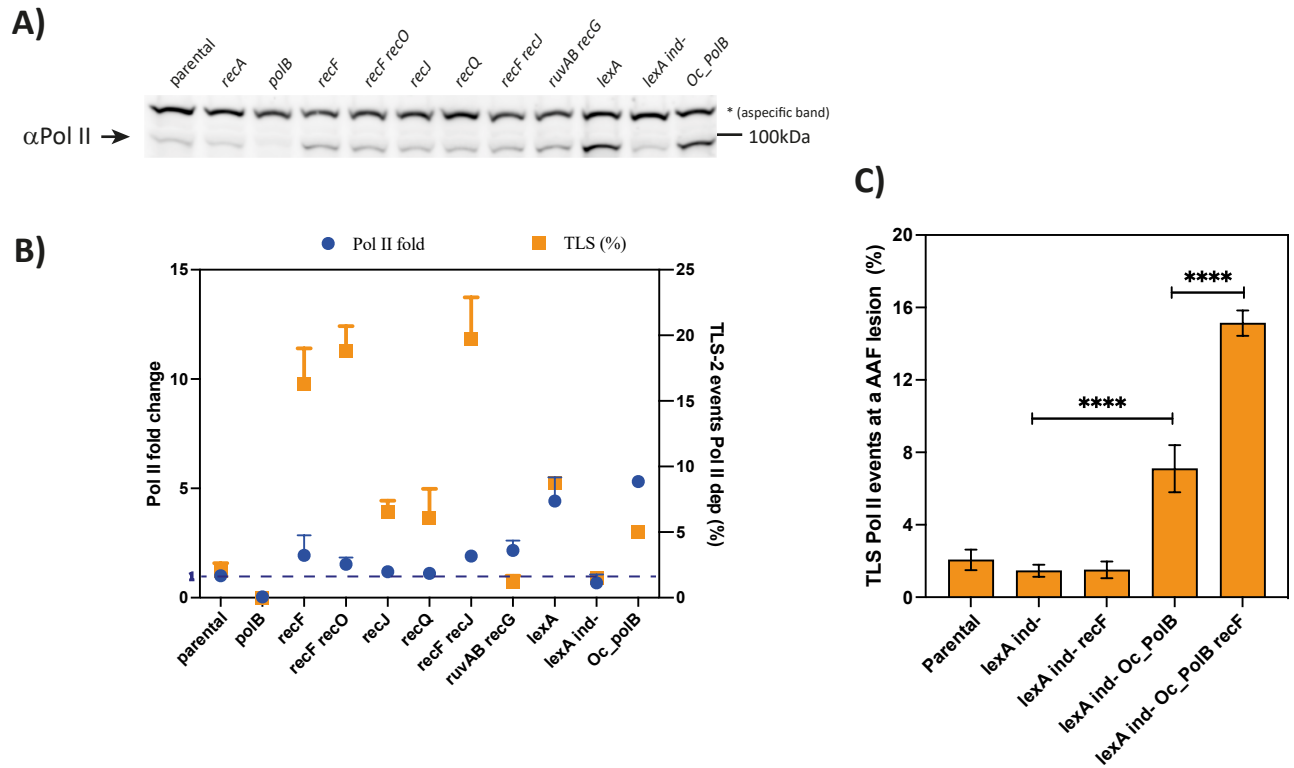 A)
parental
recA
polB
recF
recF recO
recJ
recQ
recF recJ
ruvAB recG
lexA
lexA ind-
Oc_PolB
* (aspecific band)
αPol II
100kDa
B)
Pol II fold
TLS (%)
15
10
5
1
0
Pol II fold change
25
20
15
10
5
0
TLS-2 events Pol II dep (%)
parental
polB
recF
recF recO
recJ
recQ
recF recJ
ruvAB recG
lexA
lexA ind-
Oc_polB
C)
20
16
12
8
4
0
TLS Pol II events at a AAF lesion (%)
****
****
Parental
lexA ind-
lexA ind- recF
lexA ind- Oc_PolB
lexA ind- Oc_PolB recF